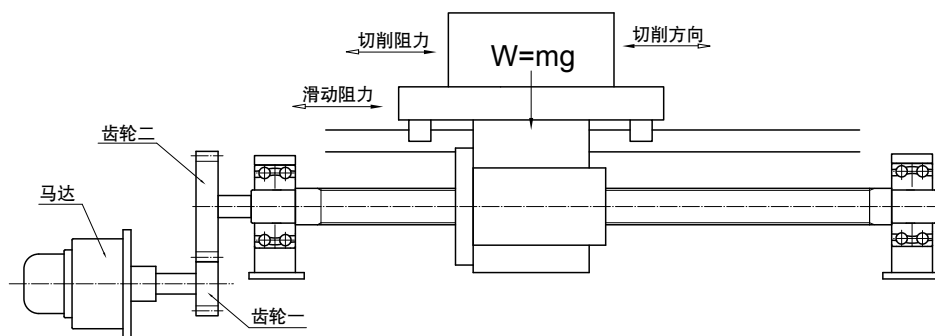 切削阻力
W=mg
切削方向
滑动阻力
齿轮二
马达
齿轮一